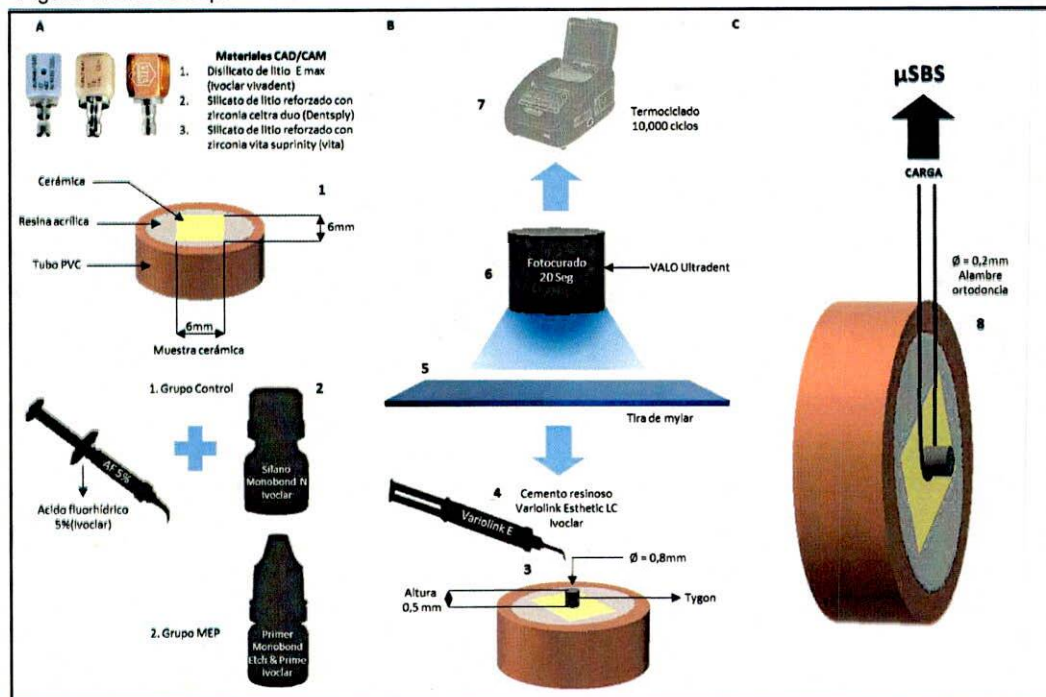 A
Materiales CAD/CAM
1. Disilicato de litio E max
(ivoclar vivadent)
2. Silicato de litio reforzado con
zirconia celtra duo (Dentsply)
3. Silicato de litio reforzado con
zirconia vita suprinity (vita)
Cerámica
1
Resina acrílica
6mm
Tubo PVC
6mm
Muestra cerámica
1. Grupo Control
2
AF 5%
Acido fluorhídrico
5%(ivoclar)
Silano
Monobond N
Ivoclar
2. Grupo MEP
Primer
Monobond
Etch & Prime
Ivoclar
B
7
Termociclado
10,000 ciclos
6
Fotocurado
20 Seg
VALO Ultradent
5
Tira de mylar
4
Cemento resinoso
Variolink Esthetic LC
Ivoclar
Variolink E
3
Ø = 0,8mm
Altura
0,5 mm
Tygon
C
µSBS
CARGA
Ø = 0,2mm
Alambre
ortodoncia
8